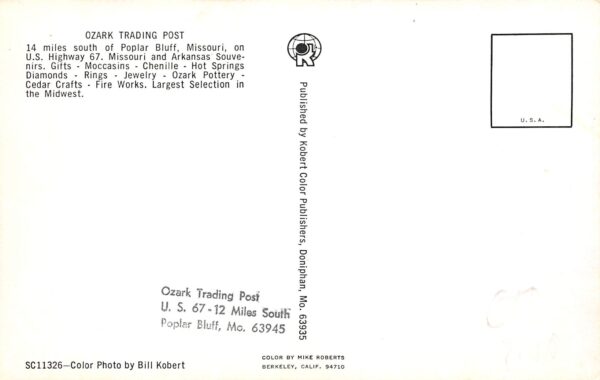 OZARK TRADING POST
14 miles south of Poplar Bluff, Missouri, on
U.S. Highway 67. Missouri and Arkansas Souve-
nirs. Gifts - Moccasins - Chenille - Hot Springs
Diamonds - Rings - Jewelry - Ozark Pottery -
Cedar Crafts - Fire Works. Largest Selection in
the Midwest.
R
Published by Kobert Color Publishers, Doniphan, Mo. 63935
U.S.A.
Ozark Trading Post
U. S. 67-12 Miles South
Poplar Bluff, Mo. 63945
SC11326—Color Photo by Bill Kobert
COLOR BY MIKE ROBERTS
BERKELEY, CALIF. 94710